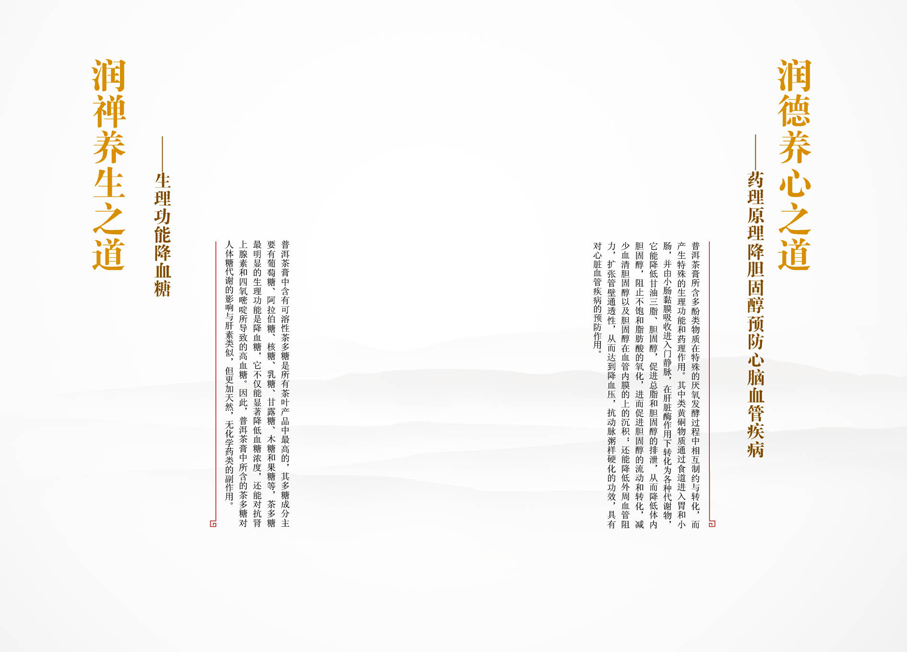 润德养心之道
——药理原理降胆固醇预防心脑血管疾病
普洱茶膏所含多酚类物质在特殊的厌氧发酵过程中相互制约与转化，而
产生特殊的生理功能和药理作用。其中类黄硐物质通过食道进入胃和小
肠，并由小肠黏膜吸收进入门静脉，在肝脏酶作用下转化为各种代谢物，
它能降低甘油三脂、胆固醇，促进总脂和胆固醇的排泄，从而降低体内
胆固醇，阻止不饱和脂肪酸的氧化，进而促进胆固醇的流动和转化，减
少血清胆固醇以及胆固醇在血管内膜的上的沉积；还能降低外周血管阻
力，扩张管壁通透性，从而达到降血压，抗动脉粥样硬化的功效，具有
对心脏血管疾病的预防作用。
普洱茶膏中含有可溶性茶多糖是所有茶叶产品中最高的，其多糖成分主
要有葡萄糖、阿拉伯糖、核糖、乳糖、甘露糖、木糖和果糖等，茶多糖
最明显的生理功能是降血糖，它不仅能显著降低血糖浓度，还能对抗肾
上腺素和四氧嘧啶所导致的高血糖。因此，普洱茶膏中所含的茶多糖对
人体糖代谢的影响与肝素类似，但更加天然，无化学药类的副作用。
——生理功能降血糖
润禅养生之道